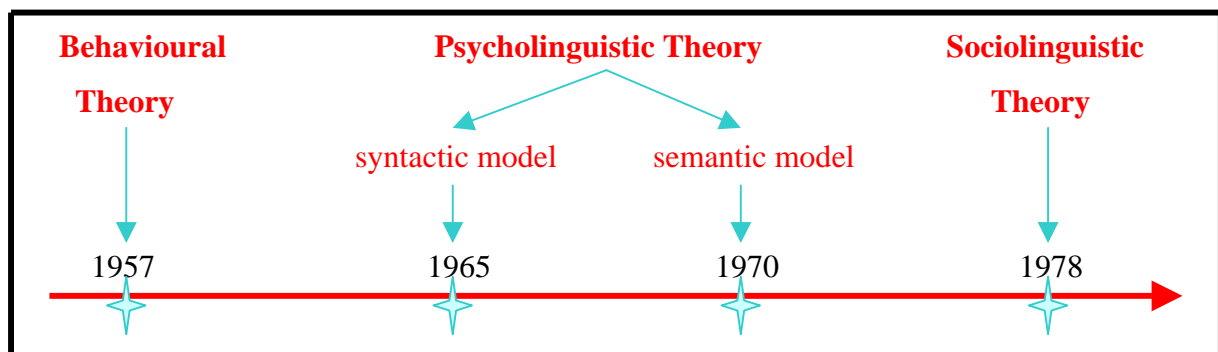 Behavioural
Theory
Psycholinguistic Theory
Sociolinguistic
Theory
syntactic model
semantic model
1957
1965
1970
1978